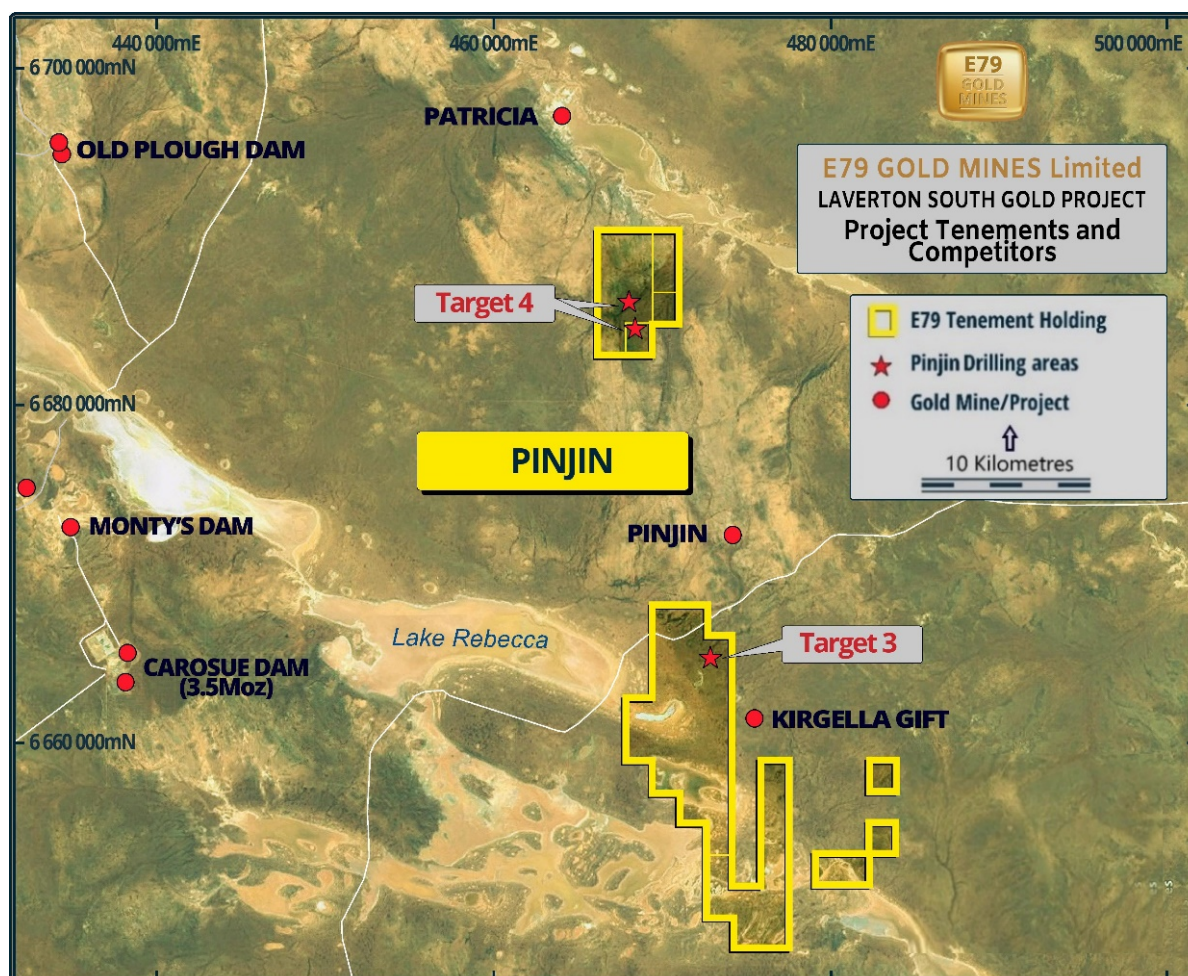 440 000mE
460 000mE
480 000mE
500 000mE
6 700 000mN
E79
GOLD
MINES
PATRICIA
OLD PLOUGH DAM
E79 GOLD MINES Limited
LAVERTON SOUTH GOLD PROJECT
Project Tenements and
Competitors
Target 4
E79 Tenement Holding
Pinjin Drilling areas
Gold Mine/Project
10 Kilometres
6 680 000mN
PINJIN
MONTY'S DAM
PINJIN
Lake Rebecca
Target 3
CAROSUE DAM
(3.5Moz)
KIRGELLA GIFT
6 660 000mN